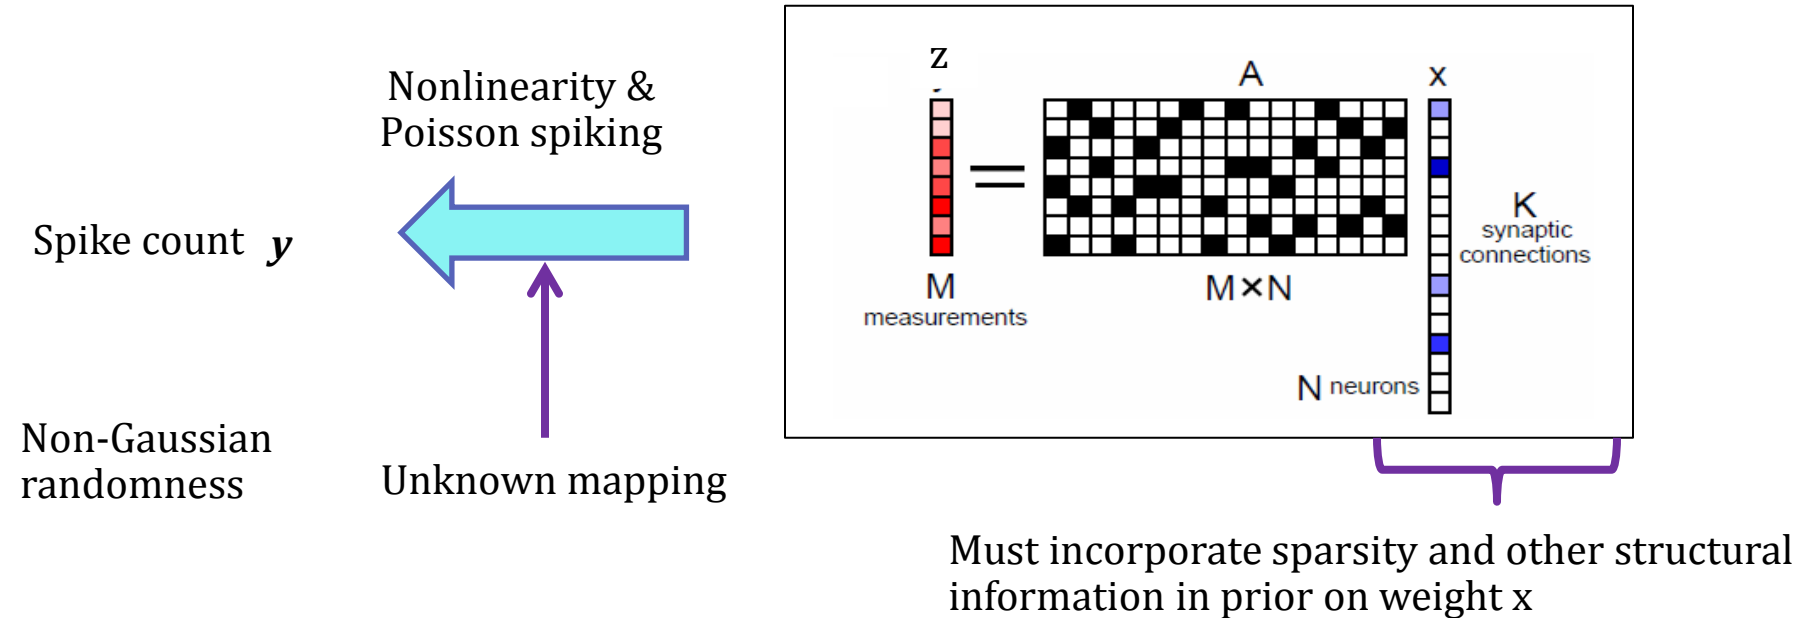 Nonlinearity &
Poisson spiking
Spike count y
Non-Gaussian
randomness
Unknown mapping
z
A
x
=
M
measurements
M×N
K
synaptic
connections
N neurons
Must incorporate sparsity and other structural
information in prior on weight x